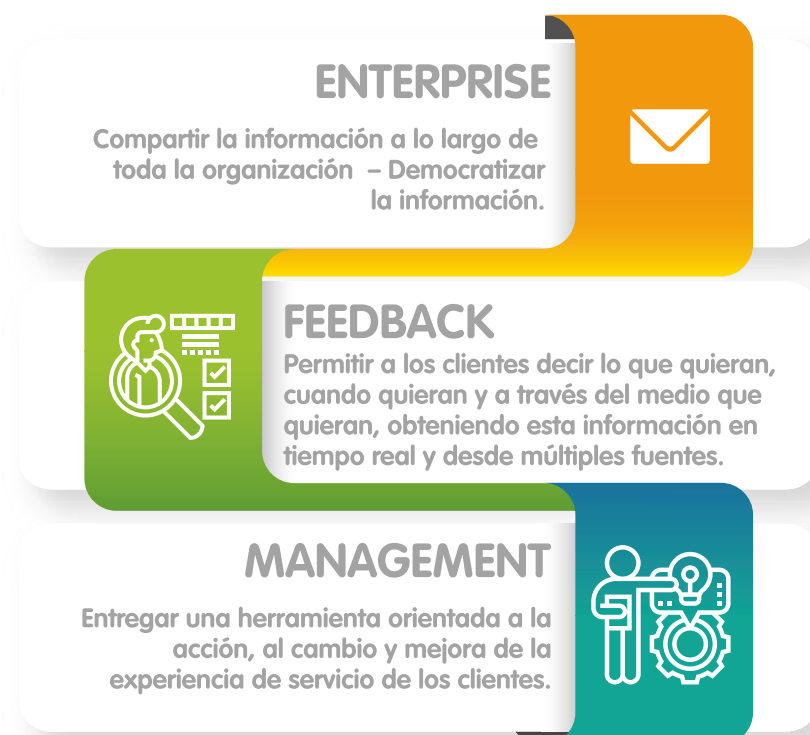 ENTERPRISE
Compartir la información a lo largo de
toda la organización – Democratizar
la información.
FEEDBACK
Permitir a los clientes decir lo que quieran,
cuando quieran y a través del medio que
quieran, obteniendo esta información en
tiempo real y desde múltiples fuentes.
MANAGEMENT
Entregar una herramienta orientada a la
acción, al cambio y mejora de la
experiencia de servicio de los clientes.